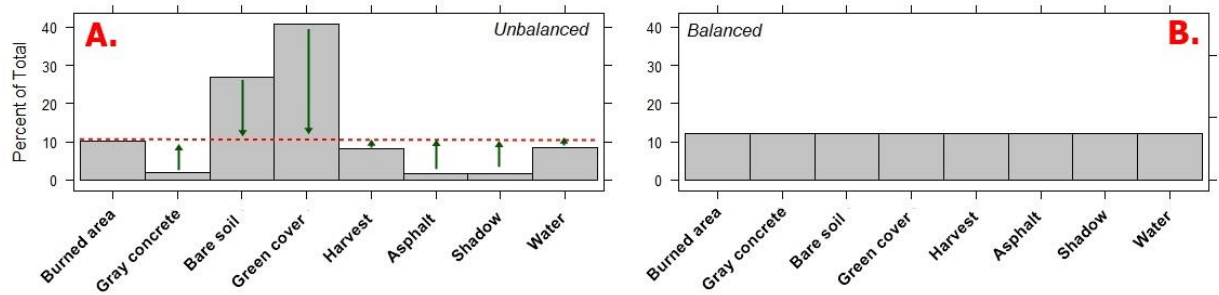 A.
Unbalanced
Percent of Total
40
30
20
10
0
Burned area
Gray concrete
Bare soil
Green cover
Harvest
Asphalt
Shadow
Water
B.
Balanced
40
30
20
10
0
Burned area
Gray concrete
Bare soil
Green cover
Harvest
Asphalt
Shadow
Water